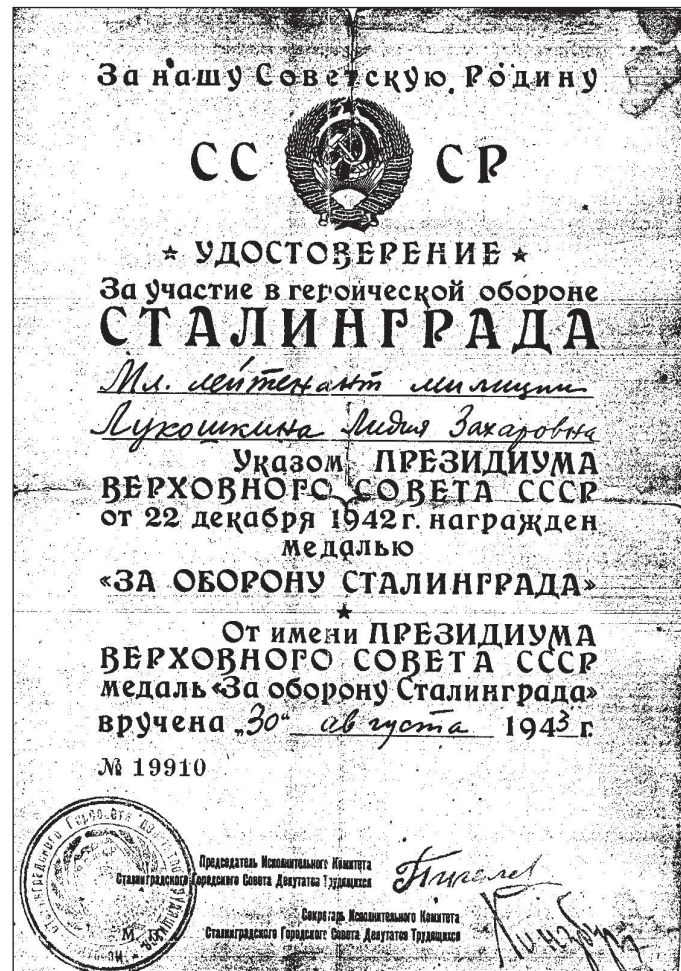 За нашу Советскую Родину
СС СР
★ УДОСТОВЕРЕНИЕ ★
За участие в героической обороне
СТАЛИНГРАДА
Мл. лейтенант милиции
Лукошкина Лидия Захаровна
Указом ПРЕЗИДИУМА
ВЕРХОВНОГО СОВЕТА СССР
от 22 декабря 1942 г. награжден
медалью
«ЗА ОБОРОНУ СТАЛИНГРАДА»
★
От имени ПРЕЗИДИУМА
ВЕРХОВНОГО СОВЕТА СССР
медаль «За оборону Сталинграда»
вручена „30“ августа 1943 г.
№ 19910
Председатель Исполнительного Комитета
Сталинградского Городского Совета Депутатов Трудящихся
Секретарь Исполнительного Комитета
Сталинградского Городского Совета Депутатов Трудящихся
М. П.